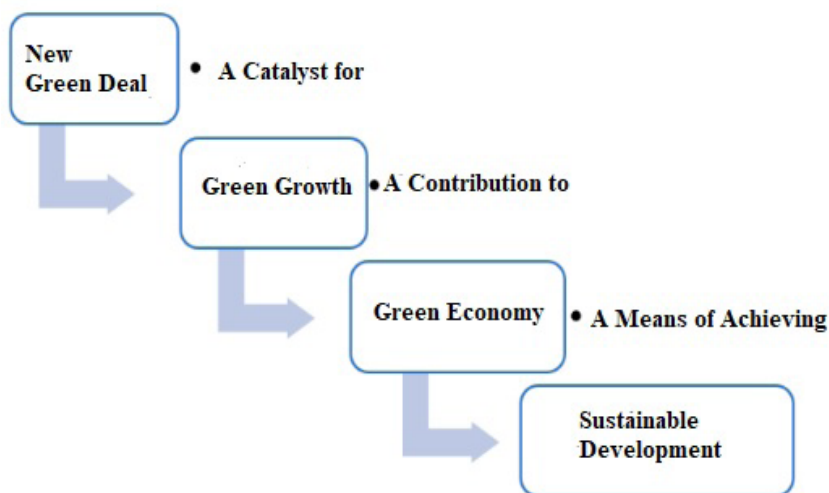 New
Green Deal
• A Catalyst for
Green Growth
• A Contribution to
Green Economy
• A Means of Achieving
Sustainable
Development